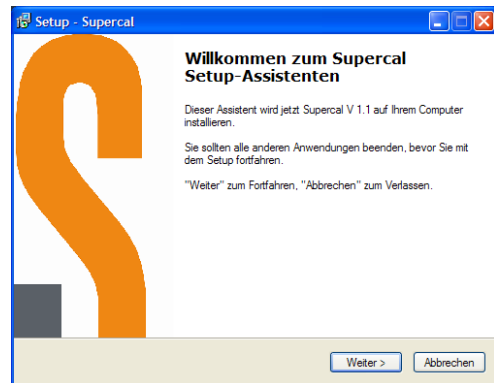 Setup - Supercal
Willkommen zum Supercal
Setup-Assistenten
Dieser Assistent wird jetzt Supercal V 1.1 auf Ihrem Computer
installieren.
Sie sollten alle anderen Anwendungen beenden, bevor Sie mit
dem Setup fortfahren.
"Weiter" zum Fortfahren, "Abbrechen" zum Verlassen.
Weiter >
Abbrechen